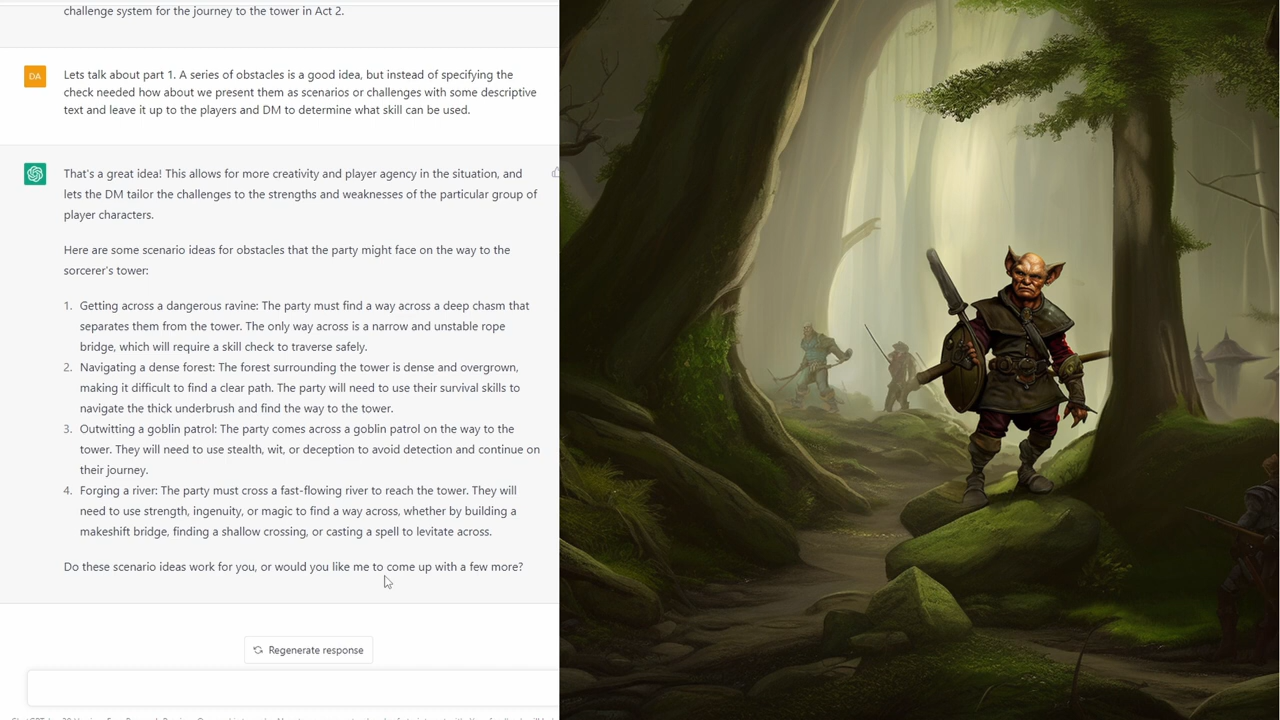 challenge system for the journey to the tower in Act 2.
DA
Lets talk about part 1. A series of obstacles is a good idea, but instead of specifying the
check needed how about we present them as scenarios or challenges with some descriptive
text and leave it up to the players and DM to determine what skill can be used.
That's a great idea! This allows for more creativity and player agency in the situation, and
lets the DM tailor the challenges to the strengths and weaknesses of the particular group of
player characters.
Here are some scenario ideas for obstacles that the party might face on the way to the
sorcerer's tower:
1. Getting across a dangerous ravine: The party must find a way across a deep chasm that
separates them from the tower. The only way across is a narrow and unstable rope
bridge, which will require a skill check to traverse safely.
2. Navigating a dense forest: The forest surrounding the tower is dense and overgrown,
making it difficult to find a clear path. The party will need to use their survival skills to
navigate the thick underbrush and find the way to the tower.
3. Outwitting a goblin patrol: The party comes across a goblin patrol on the way to the
tower. They will need to use stealth, wit, or deception to avoid detection and continue on
their journey.
4. Forging a river: The party must cross a fast-flowing river to reach the tower. They will
need to use strength, ingenuity, or magic to find a way across, whether by building a
makeshift bridge, finding a shallow crossing, or casting a spell to levitate across.
Do these scenario ideas work for you, or would you like me to come up with a few more?
Regenerate response